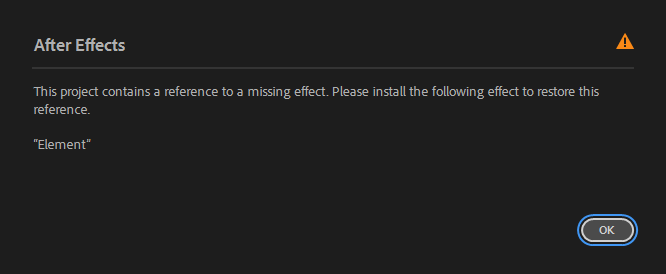 After Effects
This project contains a reference to a missing effect. Please install the following effect to restore this
reference.
“Element”
OK